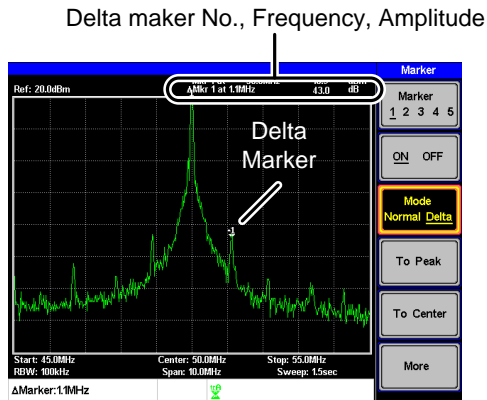 Delta maker No., Frequency, Amplitude
Marker
Ref: 20.0dBm
ΔMkr 1 at 1.1MHz 43.0 dB
1
Marker
1 2 3 4 5
Delta
Marker
ON OFF
-1
Mode
Normal Delta
To Peak
To Center
Start: 45.0MHz Center: 50.0MHz Stop: 55.0MHz
RBW: 100kHz Span: 10.0MHz Sweep: 1.5sec
More
ΔMarker:1.1MHz